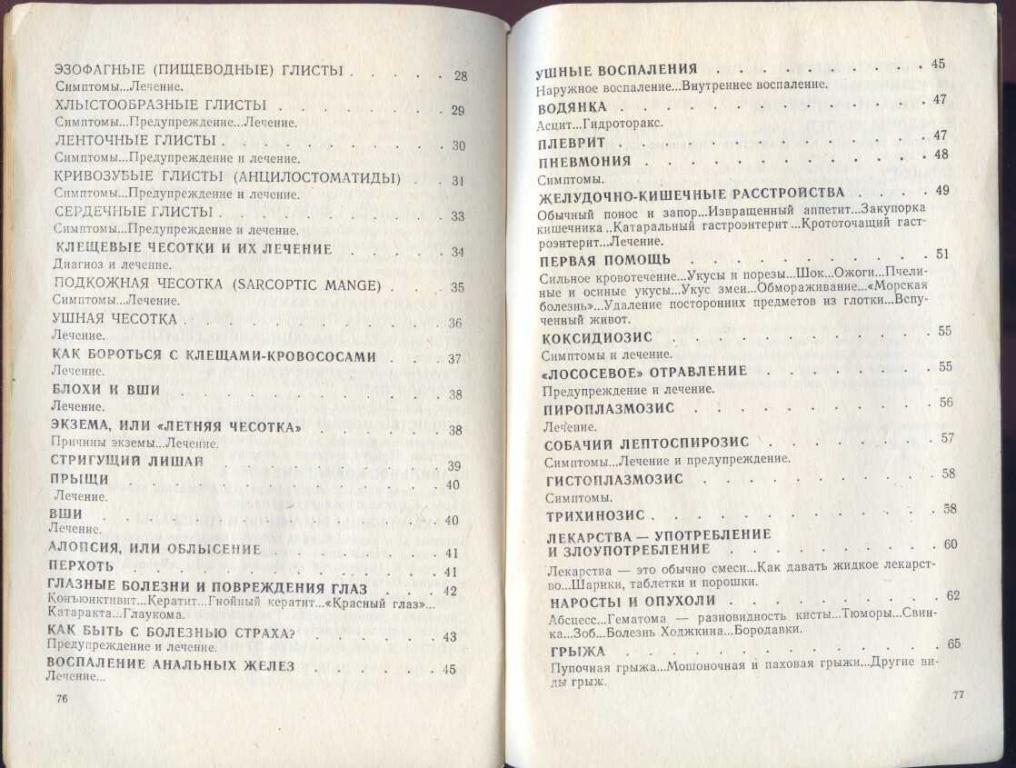 ЭЗОФАГНЫЕ (ПИЩЕВОДНЫЕ) ГЛИСТЫ . . . . . 28
Симптомы...Лечение.
ХЛЫСТООБРАЗНЫЕ ГЛИСТЫ . . . . . . . . 29
Симптомы...Предупреждение...Лечение.
ЛЕНТОЧНЫЕ ГЛИСТЫ . . . . . . . . . . 30
Симптомы...Предупреждение и лечение.
КРИВОЗУБЫЕ ГЛИСТЫ (АНЦИЛОСТОМАТИДЫ) . . 31
Симптомы...Предупреждение и лечение.
СЕРДЕЧНЫЕ ГЛИСТЫ . . . . . . . . . . 33
Симптомы...Предупреждение и лечение.
КЛЕЩЕВЫЕ ЧЕСОТКИ И ИХ ЛЕЧЕНИЕ . . . . . 34
Диагноз и лечение.
ПОДКОЖНАЯ ЧЕСОТКА (SARCOPTIC MANGE) . . . 35
Симптомы...Лечение.
УШНАЯ ЧЕСОТКА . . . . . . . . . . . 36
Лечение.
КАК БОРОТЬСЯ С КЛЕЩАМИ-КРОВОСОСАМИ . . . 37
Лечение.
БЛОХИ И ВШИ . . . . . . . . . . . 38
Лечение.
ЭКЗЕМА, ИЛИ «ЛЕТНЯЯ ЧЕСОТКА» . . . . . . 38
Причины экземы...Лечение.
СТРИГУЩИЙ ЛИШАЙ 39
ПРЫЩИ . . . . . . . . . . . . . 40
Лечение.
ВШИ . . . . . . . . . . . . . . 40
Лечение.
АЛОПСИЯ, ИЛИ ОБЛЫСЕНИЕ . . . . . . . . 41
ПЕРХОТЬ . . . . . . . . . . . . . 41
ГЛАЗНЫЕ БОЛЕЗНИ И ПОВРЕЖДЕНИЯ ГЛАЗ . . . 42
Конъюнктивит...Кератит...Гнойный кератит...«Красный глаз»...
Катаракта...Глаукома.
КАК БЫТЬ С БОЛЕЗНЬЮ СТРАХА? . . . . . . 43
Предупреждение и лечение.
ВОСПАЛЕНИЕ АНАЛЬНЫХ ЖЕЛЕЗ . . . . . . 45
Лечение...
76
УШНЫЕ ВОСПАЛЕНИЯ . . . . . . . . . 45
Наружное воспаление...Внутреннее воспаление.
ВОДЯНКА . . . . . . . . . . . . . 47
Асцит...Гидроторакс.
ПЛЕВРИТ . . . . . . . . . . . . . 47
ПНЕВМОНИЯ . . . . . . . . . . . . 48
Симптомы.
ЖЕЛУДОЧНО-КИШЕЧНЫЕ РАССТРОЙСТВА . . . . 49
Обычный понос и запор...Извращенный аппетит...Закупорка
кишечника ..Катаральный гастроэнтерит ...Крототочащий гаст-
роэнтерит...Лечение.
ПЕРВАЯ ПОМОЩЬ . . . . . . . . . . 51
Сильное кровотечение...Укусы и порезы...Шок...Ожоги...Пчели-
ные и осиные укусы...Укус змеи...Обмораживание...«Морская
болезнь»...Удаление посторонних предметов из глотки...Вспу-
ченный живот.
КОКСИДИОЗИС . . . . . . . . . . . 55
Симптомы и лечение.
«ЛОСОСЕВОЕ» ОТРАВЛЕНИЕ . . . . . . . 55
Предупреждение и лечение.
ПИРОПЛАЗМОЗИС . . . . . . . . . . 56
Лечение.
СОБАЧИЙ ЛЕПТОСПИРОЗИС . . . . . . . 57
Симптомы...Лечение и предупреждение.
ГИСТОПЛАЗМОЗИС . . . . . . . . . . 58
Симптомы.
ТРИХИНОЗИС . . . . . . . . . . . . 58
ЛЕКАРСТВА — УПОТРЕБЛЕНИЕ
И ЗЛОУПОТРЕБЛЕНИЕ . . . . . . . . . 60
Лекарства — это обычно смеси...Как давать жидкое лекарст-
во...Шарики, таблетки и порошки.
НАРОСТЫ И ОПУХОЛИ . . . . . . . . . 62
Абсцесс...Гематома — разновидность кисты...Тюморы...Свин-
ка...Зоб...Болезнь Ходжкина...Бородавки.
ГРЫЖА . . . . . . . . . . . . . 65
Пупочная грыжа...Мошоночная и паховая грыжи...Другие ви-
ды грыж.
77